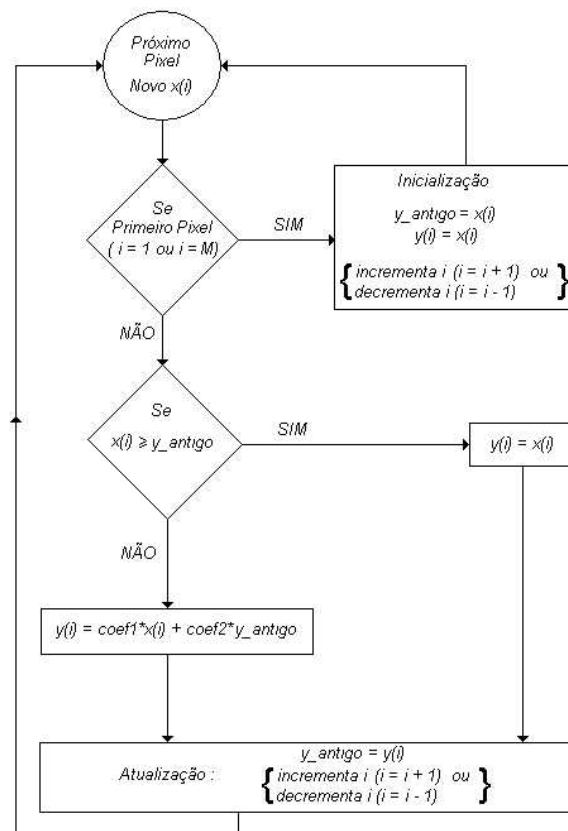 Próximo
Pixel
Novo x(i)
Se
Primeiro Pixel
( i = 1 ou i = M)
SIM
Inicialização
y_antigo = x(i)
y(i) = x(i)
{ incrementa i (i = i + 1) ou }
decrementa i (i = i - 1)
NÃO
Se
x(i) ⩾ y_antigo
SIM
y(i) = x(i)
NÃO
y(i) = coef1*x(i) + coef2*y_antigo
y_antigo = y(i)
Atualização : { incrementa i (i = i + 1) ou }
decrementa i (i = i - 1)